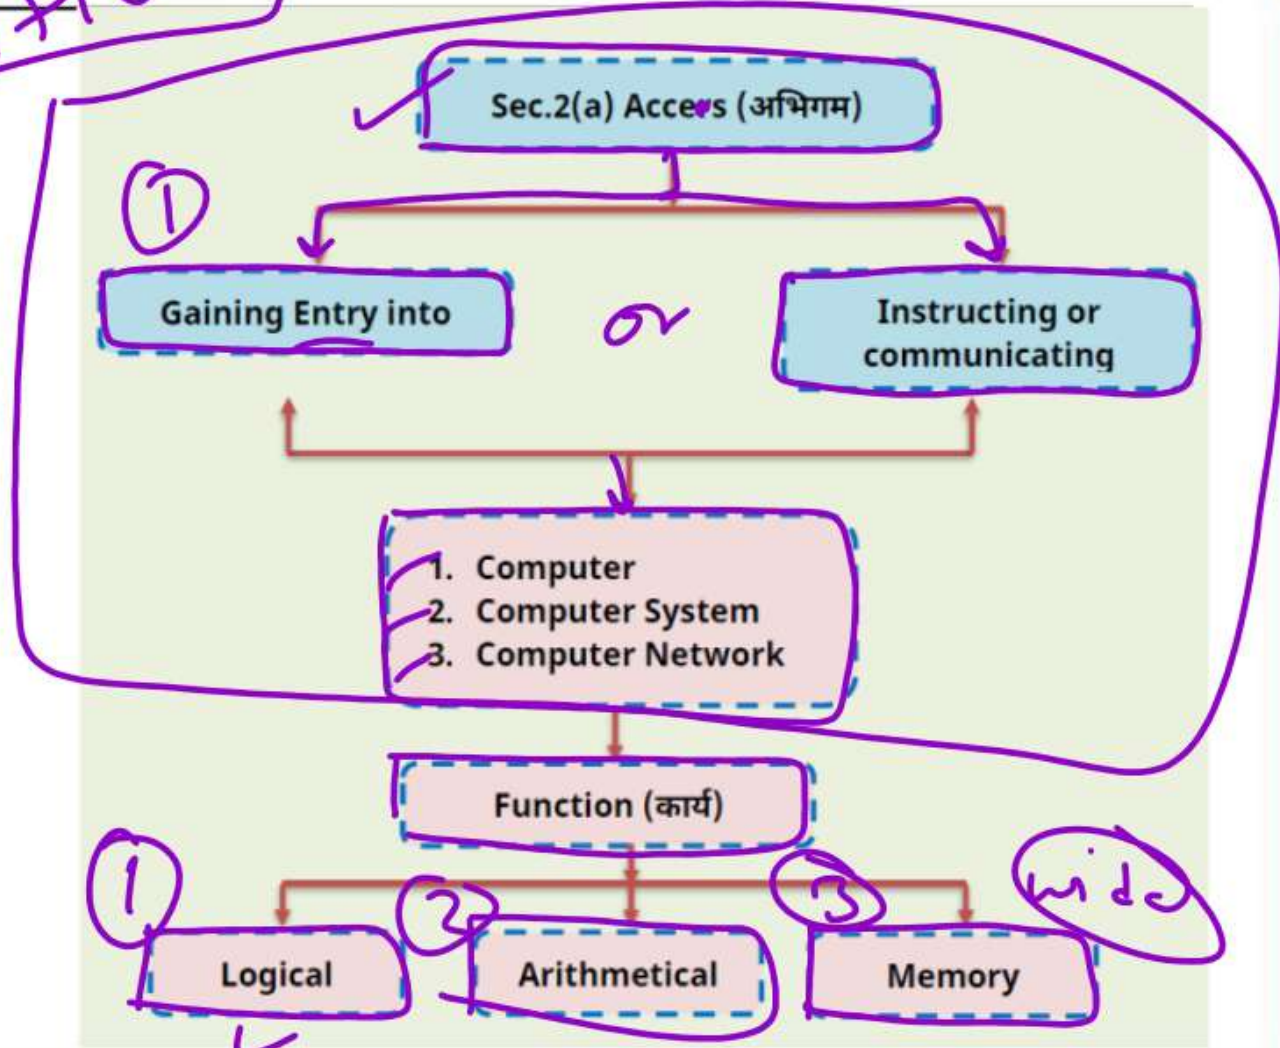 Sec.2(a) Access (अभिगम)
1
Gaining Entry into
or
Instructing or
communicating
1. Computer
2. Computer System
3. Computer Network
Function (कार्य)
1
2
3
wide
Logical
Arithmetical
Memory